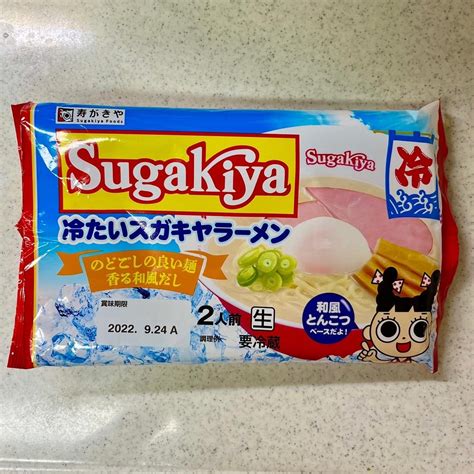 寿がきや
Sugakiya Foods
Sugakiya
Sugakiya
冷
冷たいスガキヤラーメン
のどごしの良い麺
香る和風だし
賞味期限
2022. 9.24 A
2人前 生
調理例
要冷蔵
和風
とんこつ
ベースだよ!